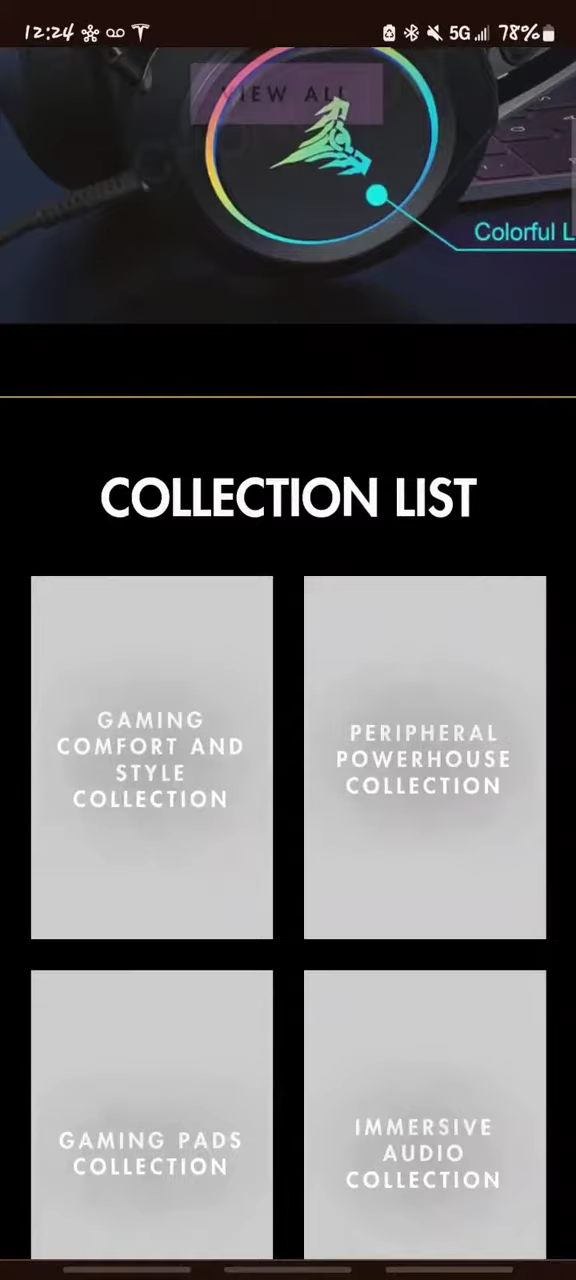 12:24
5G
78%
VIEW ALL
Colorful L
COLLECTION LIST
GAMING
COMFORT AND
STYLE
COLLECTION
PERIPHERAL
POWERHOUSE
COLLECTION
GAMING PADS
COLLECTION
IMMERSIVE
AUDIO
COLLECTION